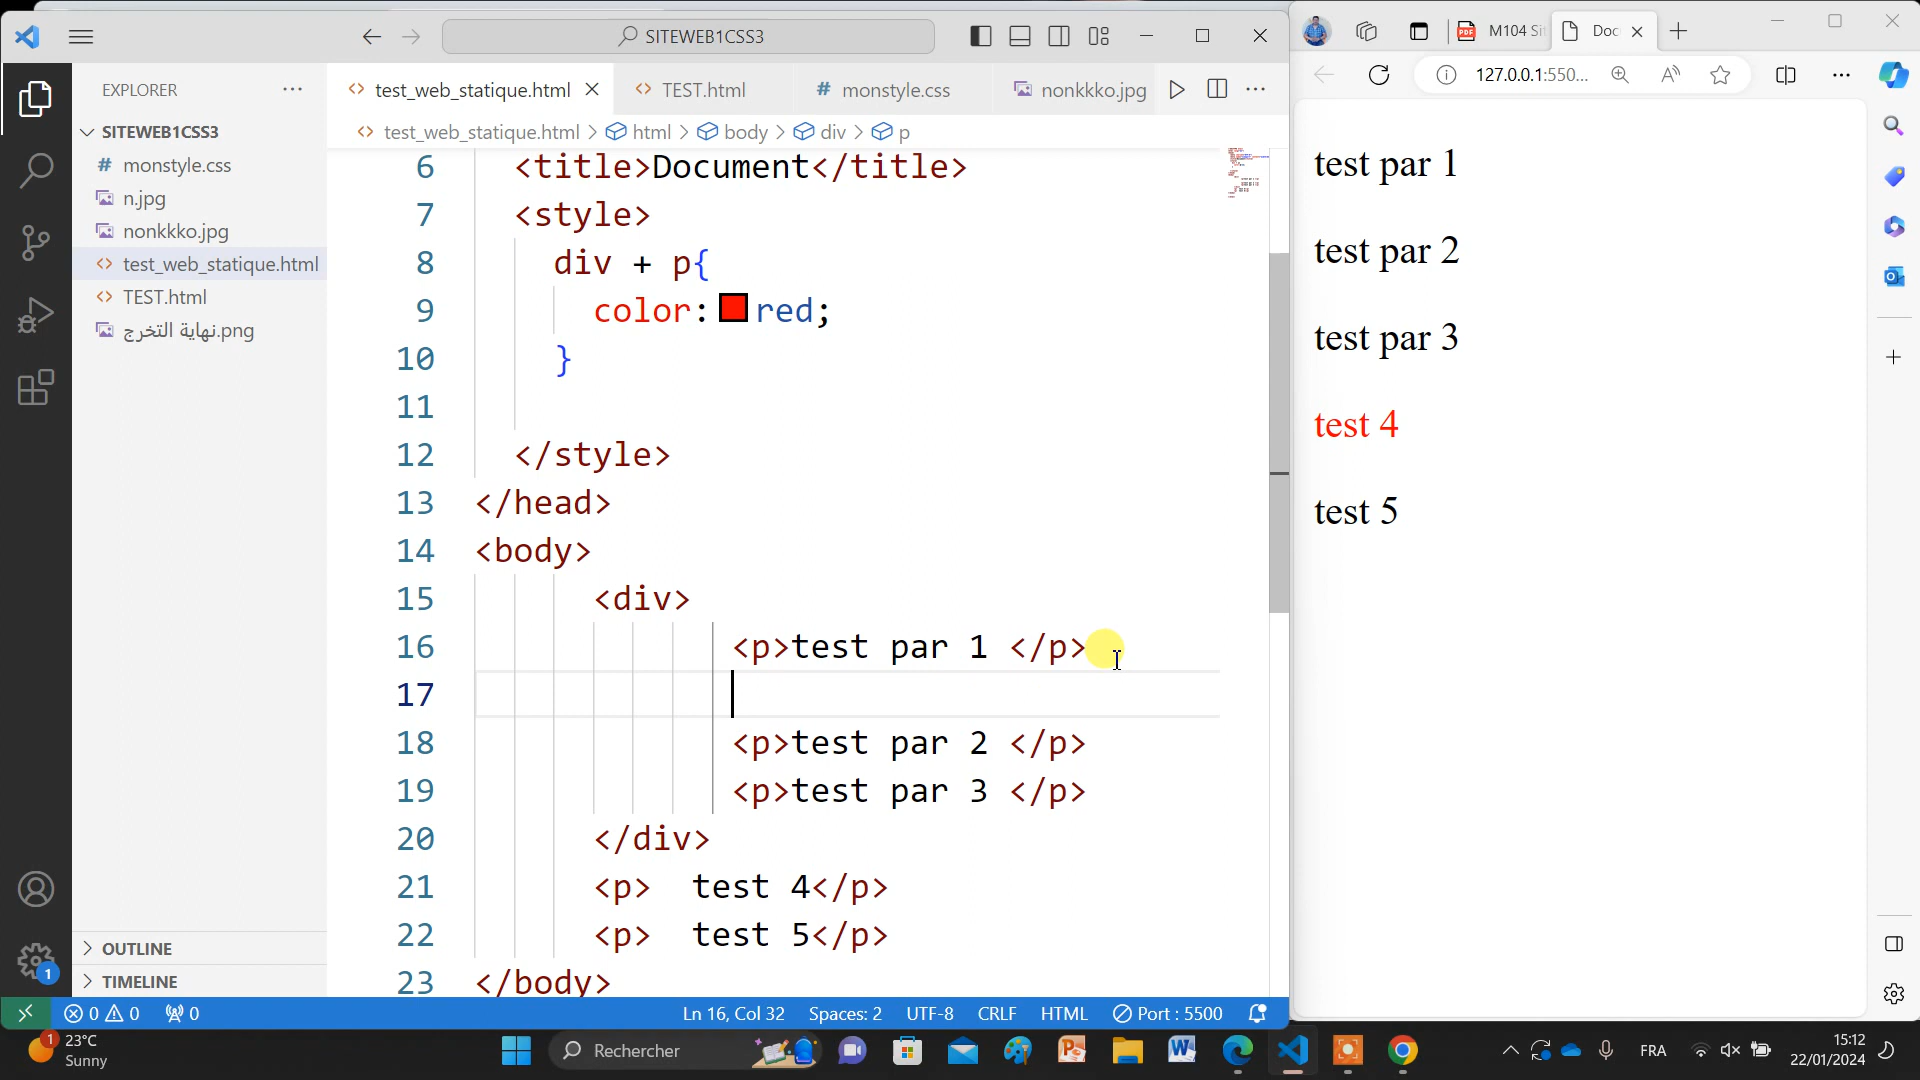 SITEWEB1CSS3
EXPLORER
SITEWEB1CSS3
monstyle.css
n.jpg
nonkkko.jpg
test_web_statique.html
TEST.html
نهاية التخرج.png
OUTLINE
TIMELINE
test_web_statique.html
TEST.html
# monstyle.css
nonkkko.jpg
test_web_statique.html > html > body > div > p
6 <title>Document</title>
7 <style>
8 div + p{
9 color: red;
10 }
11
12 </style>
13 </head>
14 <body>
15 <div>
16 <p>test par 1 </p>
17
18 <p>test par 2 </p>
19 <p>test par 3 </p>
20 </div>
21 <p> test 4</p>
22 <p> test 5</p>
23 </body>
0 0 0
Ln 16, Col 32 Spaces: 2 UTF-8 CRLF HTML Port : 5500
M104 Si
Doc
127.0.0.1:550...
test par 1
test par 2
test par 3
test 4
test 5
1
1
23°C
Sunny
Rechercher
FRA
15:12
22/01/2024